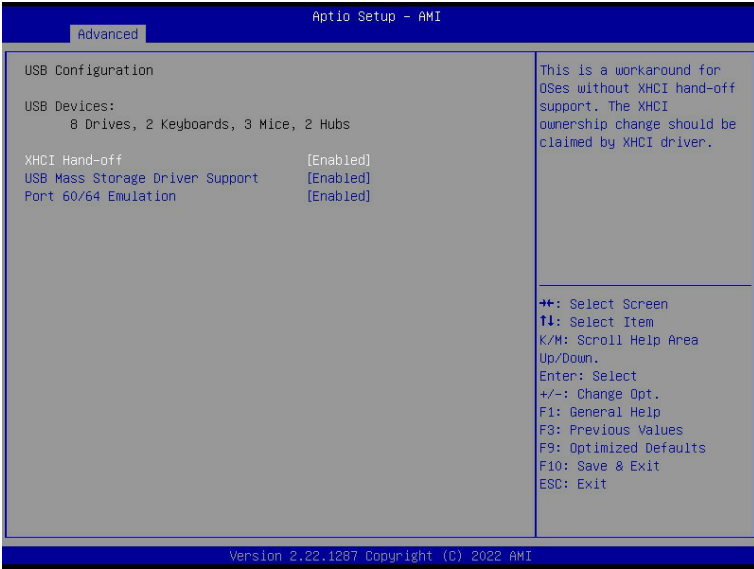 Aptio Setup - AMI
Advanced
USB Configuration
USB Devices:
8 Drives, 2 Keyboards, 3 Mice, 2 Hubs
XHCI Hand-off [Enabled]
USB Mass Storage Driver Support [Enabled]
Port 60/64 Emulation [Enabled]
This is a workaround for
OSes without XHCI hand-off
support. The XHCI
ownership change should be
claimed by XHCI driver.
→←: Select Screen
↑↓: Select Item
K/M: Scroll Help Area
Up/Down.
Enter: Select
+/-: Change Opt.
F1: General Help
F3: Previous Values
F9: Optimized Defaults
F10: Save & Exit
ESC: Exit
Version 2.22.1287 Copyright (C) 2022 AMI